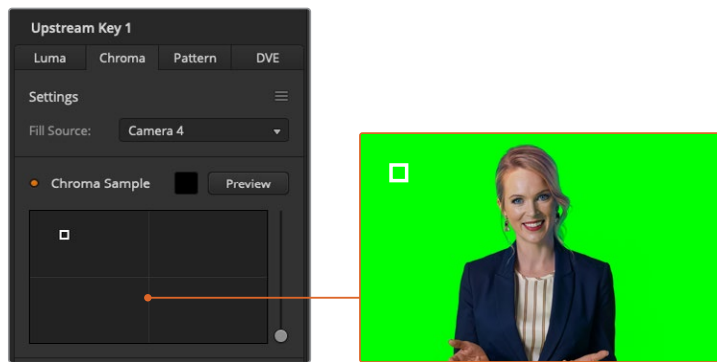 Upstream Key 1
Luma Chroma Pattern DVE
Settings
Fill Source: Camera 4
Chroma Sample Preview